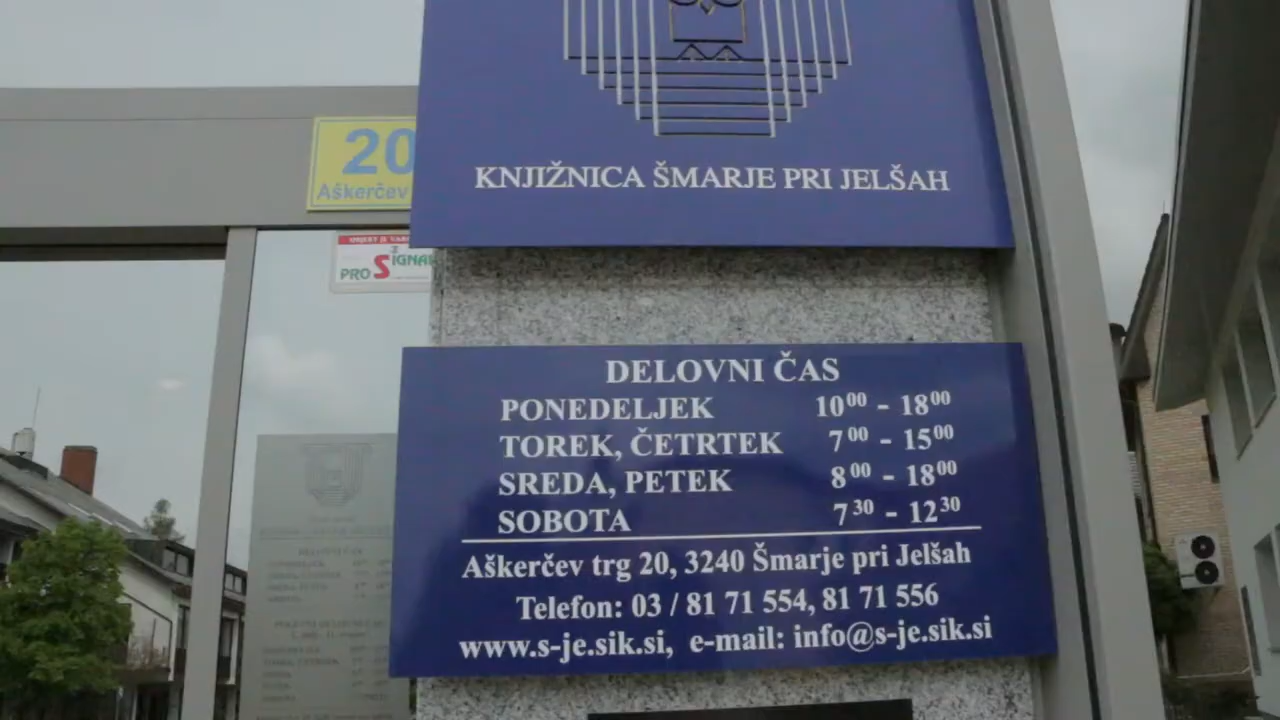 KNJIŽNICA ŠMARJE PRI JELŠAH
20
Aškerčev
PRO SIGNAL
DELOVNI ČAS
PONEDELJEK 10⁰⁰ - 18⁰⁰
TOREK, ČETRTEK 7⁰⁰ - 15⁰⁰
SREDA, PETEK 8⁰⁰ - 18⁰⁰
SOBOTA 7³⁰ - 12³⁰
Aškerčev trg 20, 3240 Šmarje pri Jelšah
Telefon: 03 / 81 71 554, 81 71 556
www.s-je.sik.si, e-mail: info@s-je.sik.si
DELOVNI ČAS